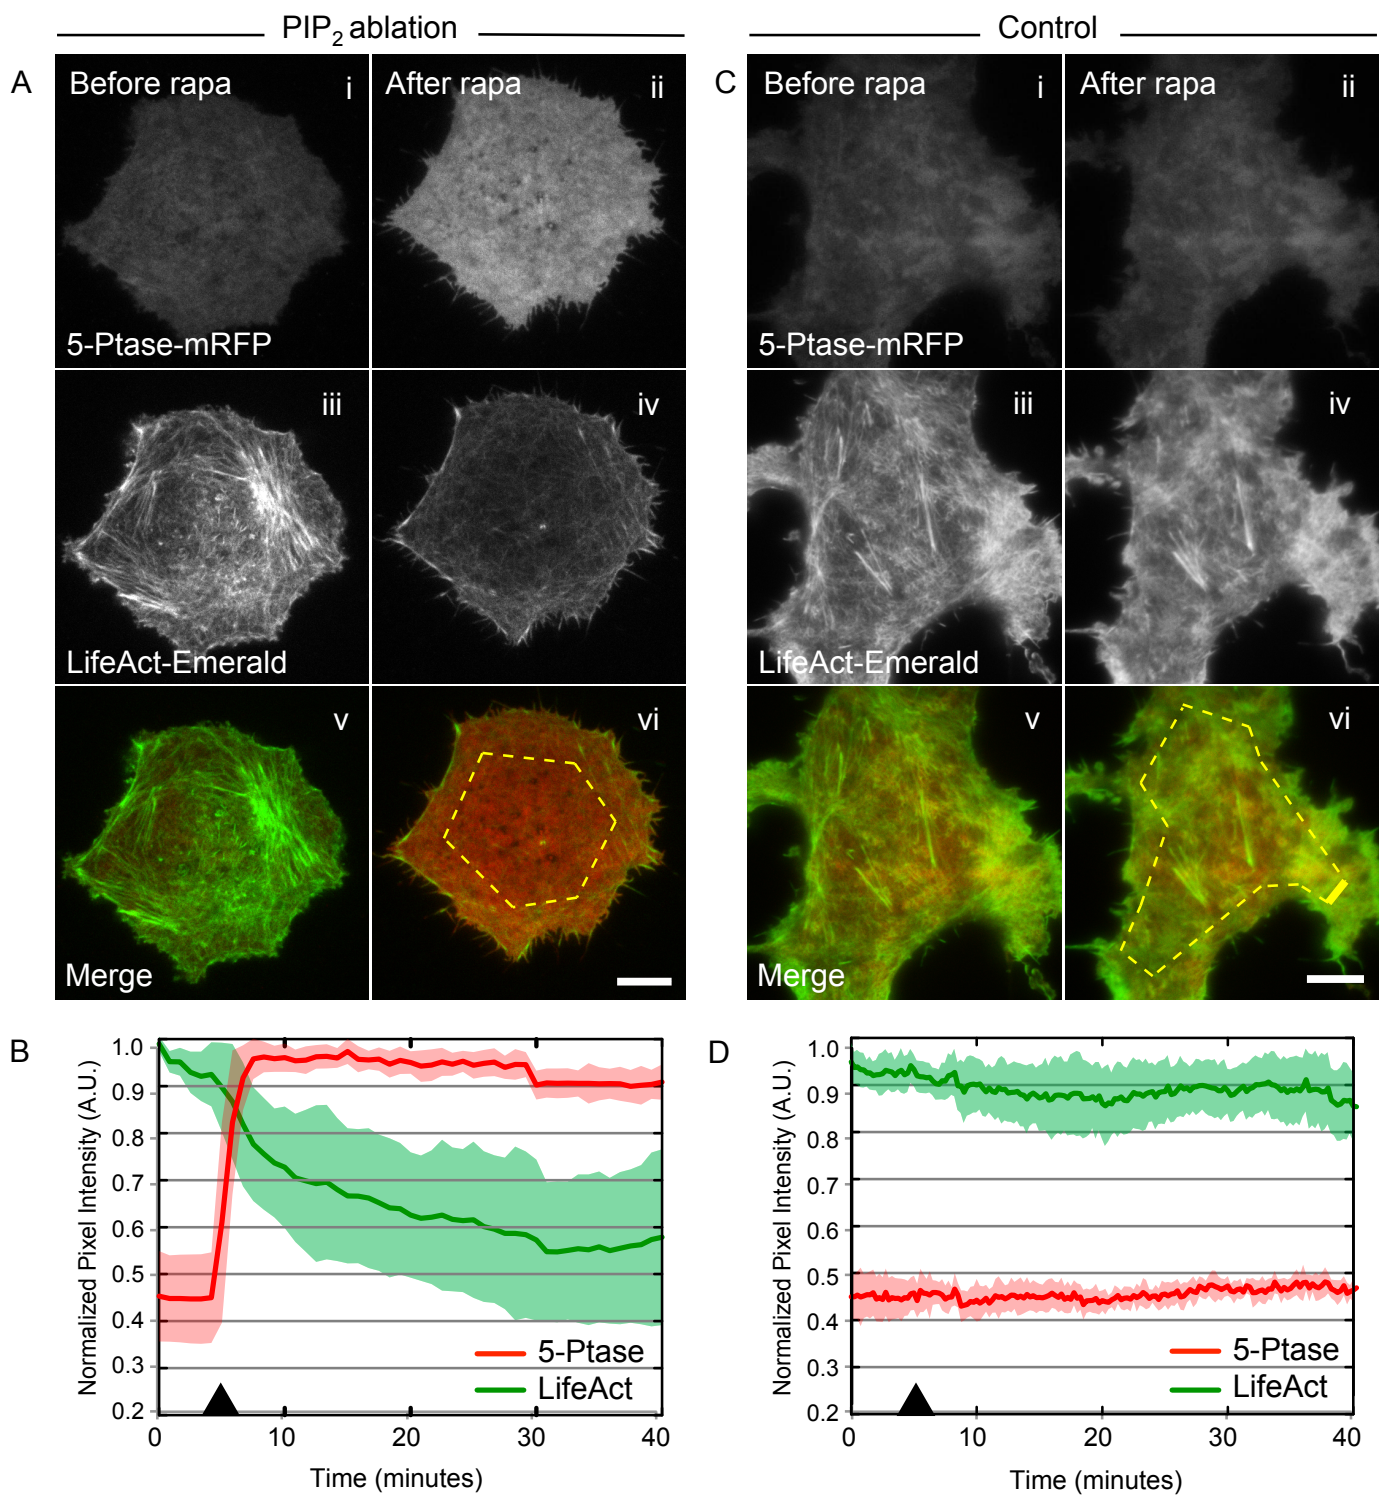 PIP2 ablation
Control
A
Before rapa
i
After rapa
ii
5-Ptase-mRFP
iii
iv
LifeAct-Emerald
v
vi
Merge
C
Before rapa
i
After rapa
ii
5-Ptase-mRFP
iii
iv
LifeAct-Emerald
v
vi
Merge
B
Normalized Pixel Intensity (A.U.)
1.0
0.9
0.8
0.7
0.6
0.5
0.4
0.3
0.2
5-Ptase
LifeAct
0 10 20 30 40
Time (minutes)
D
Normalized Pixel Intensity (A.U.)
1.0
0.9
0.8
0.7
0.6
0.5
0.4
0.3
0.2
5-Ptase
LifeAct
0 10 20 30 40
Time (minutes)